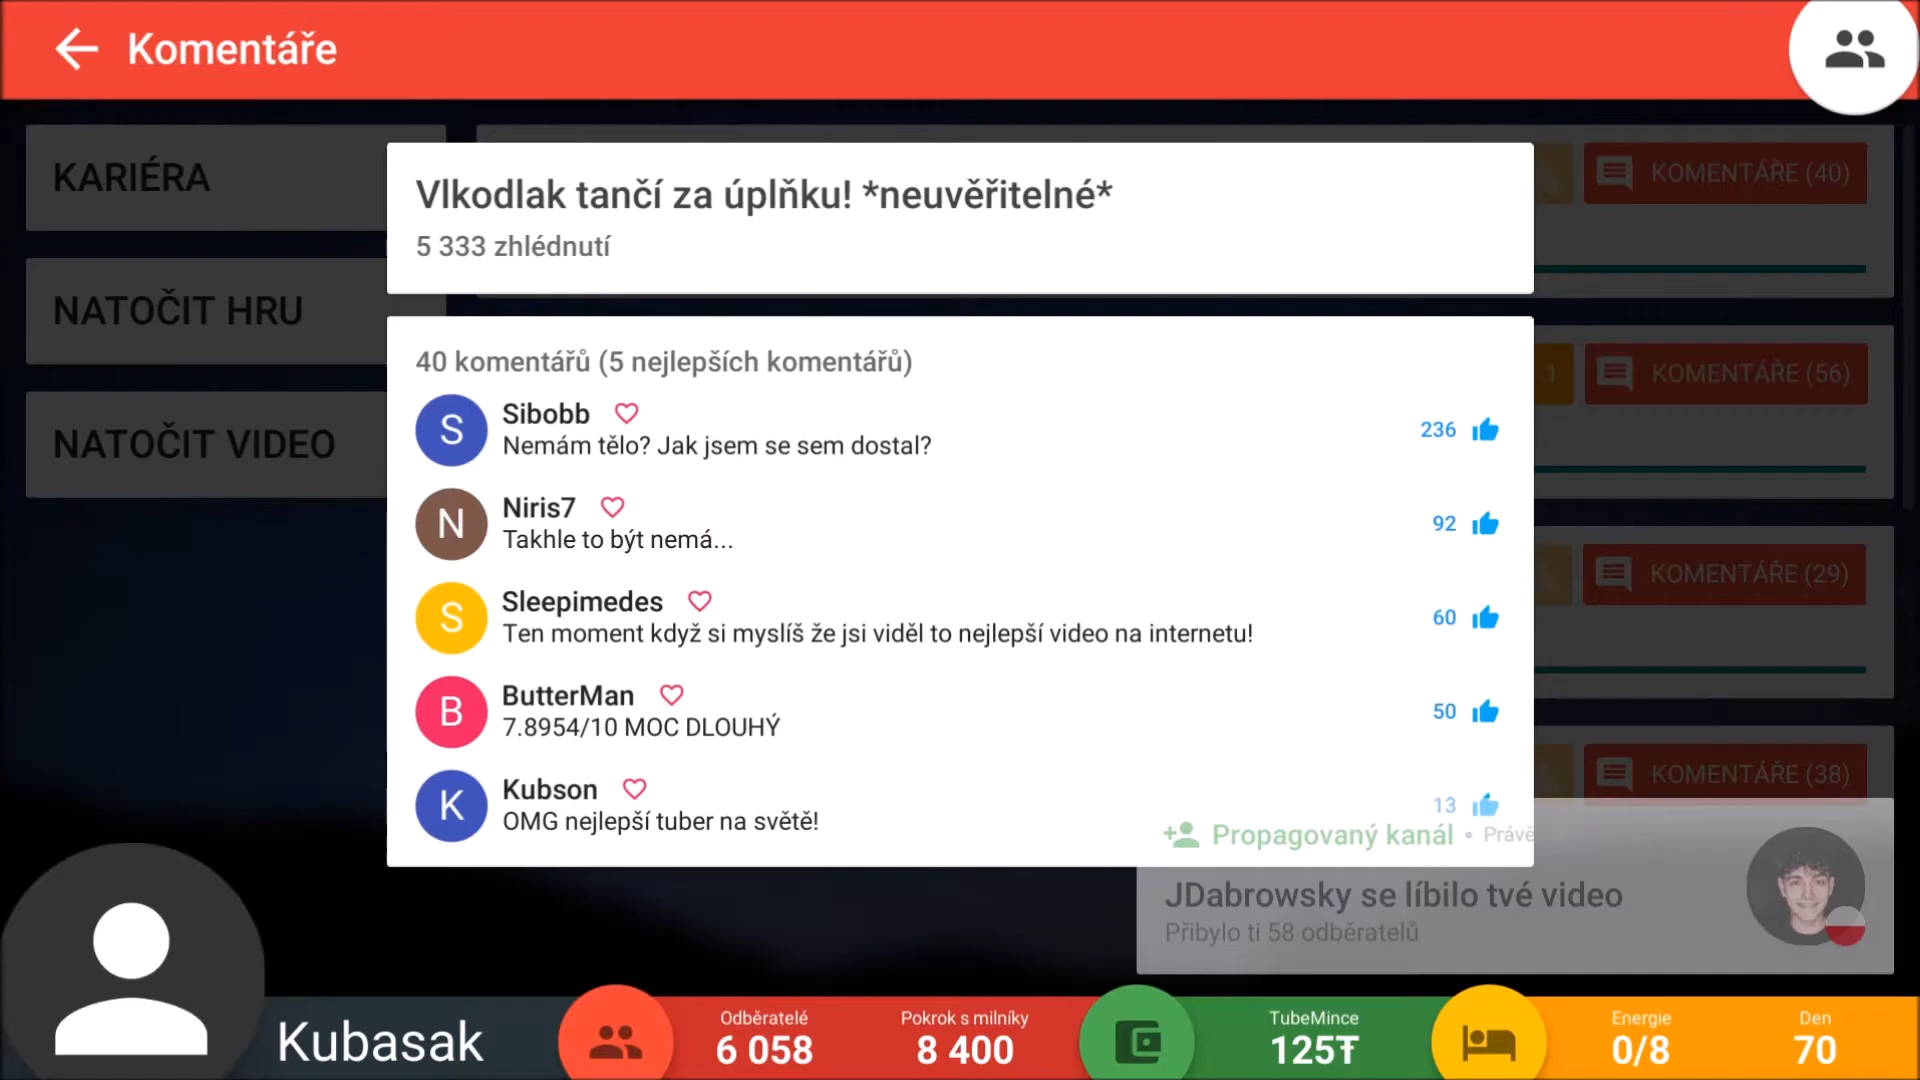 Komentáře
KARIÉRA
NATOČIT HRU
NATOČIT VIDEO
KOMENTÁŘE (40)
1
KOMENTÁŘE (56)
KOMENTÁŘE (29)
KOMENTÁŘE (38)
Vlkodlak tančí za úplňku! *neuvěřitelné*
5 333 zhlédnutí
40 komentářů (5 nejlepších komentářů)
S
Sibobb
Nemám tělo? Jak jsem se sem dostal?
236
N
Niris7
Takhle to být nemá...
92
S
Sleepimedes
Ten moment když si myslíš že jsi viděl to nejlepší video na internetu!
60
B
ButterMan
7.8954/10 MOC DLOUHÝ
50
K
Kubson
OMG nejlepší tuber na světě!
13
Propagovaný kanál • Právě
JDabrowsky se líbilo tvé video
Přibylo ti 58 odběratelů
Kubasak
Odběratelé
6 058
Pokrok s milníky
8 400
TubeMince
125Ŧ
Energie
0/8
Den
70